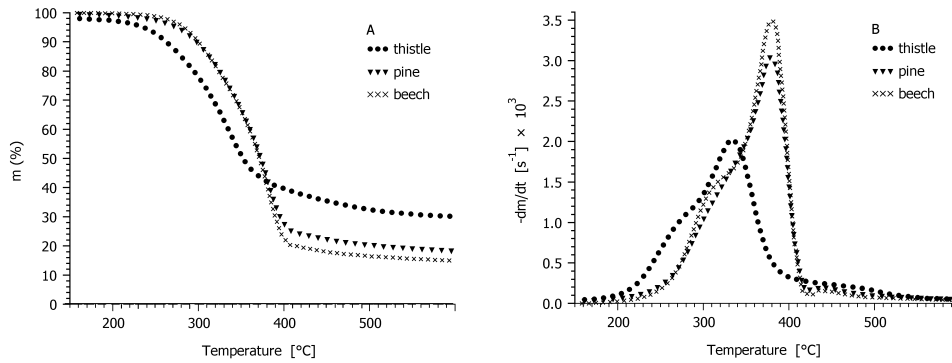 A
thistle
pine
beech
m (%)
100
90
80
70
60
50
40
30
20
10
0
200
300
400
500
Temperature [°C]
B
thistle
pine
beech
-dm/dt [s⁻¹] × 10³
3.5
3.0
2.5
2.0
1.5
1.0
0.5
0.0
200
300
400
500
Temperature [°C]